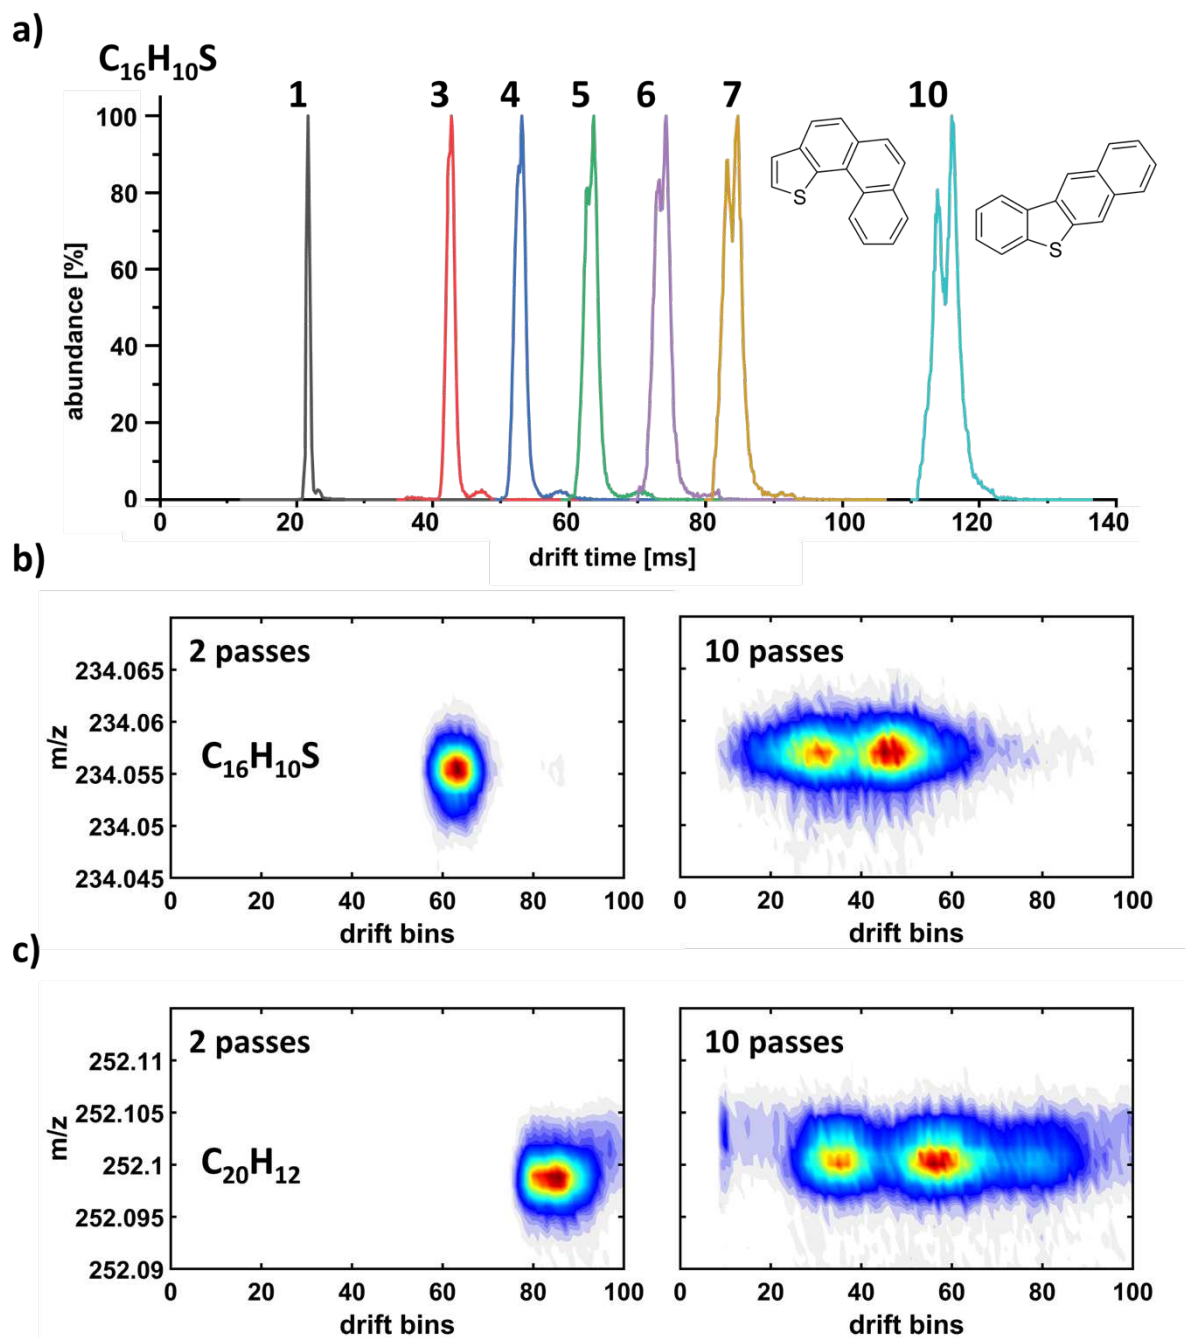 a)
C₁₆H₁₀S
1 3 4 5 6 7 10
100
80
60
40
20
0
abundance [%]
S
S
0 20 40 60 80 100 120 140
drift time [ms]
b)
2 passes
C₁₆H₁₀S
m/z
234.065
234.06
234.055
234.05
234.045
0 20 40 60 80 100
drift bins
10 passes
20 40 60 80 100
drift bins
c)
2 passes
C₂₀H₁₂
m/z
252.11
252.105
252.1
252.095
252.09
0 20 40 60 80 100
drift bins
10 passes
20 40 60 80 100
drift bins